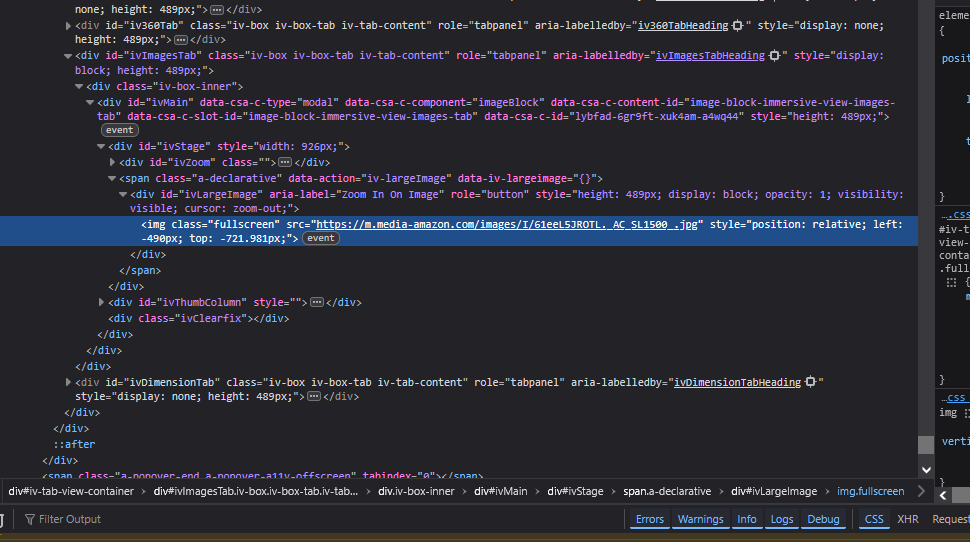 none; height: 489px;"> </div>
<div id="iv360Tab" class="iv-box iv-box-tab iv-tab-content" role="tabpanel" aria-labelledby="iv360TabHeading" style="display: none;
height: 489px;"> </div>
<div id="ivImagesTab" class="iv-box iv-box-tab iv-tab-content" role="tabpanel" aria-labelledby="ivImagesTabHeading" style="display:
block; height: 489px;">
<div class="iv-box-inner">
<div id="ivMain" data-csa-c-type="modal" data-csa-c-component="imageBlock" data-csa-c-content-id="image-block-immersive-view-images-
tab" data-csa-c-slot-id="image-block-immersive-view-images-tab" data-csa-c-id="lybfad-6gr9ft-xuk4am-a4wq44" style="height: 489px;">
event
<div id="ivStage" style="width: 926px;">
<div id="ivZoom" class=""> </div>
<span class="a-declarative" data-action="iv-largeImage" data-iv-largeimage="{}">
<div id="ivLargeImage" aria-label="Zoom In On Image" role="button" style="height: 489px; display: block; opacity: 1; visibility:
visible; cursor: zoom-out;">
<img class="fullscreen" src="https://m.media-amazon.com/images/I/61eeL5JROTL._AC_SL1500_.jpg" style="position: relative; left:
-490px; top: -721.981px;"> event
</div>
</span>
</div>
<div id="ivThumbColumn" style=""> </div>
<div class="ivClearfix"></div>
</div>
</div>
</div>
<div id="ivDimensionTab" class="iv-box iv-box-tab iv-tab-content" role="tabpanel" aria-labelledby="ivDimensionTabHeading"
style="display: none; height: 489px;"> </div>
</div>
</div>
::after
</div>
<span class="a-popover-end a-popover-a11y-offscreen" tabindex="0"></span>
div#iv-tab-view-container > div#ivImagesTab.iv-box.iv-box-tab.iv-tab... > div.iv-box-inner > div#ivMain > div#ivStage > span.a-declarative > div#ivLargeImage > img.fullscreen
Filter Output Errors Warnings Info Logs Debug CSS XHR Request
eleme
{
posit
l
t
}
….css
#iv-t
view-
conta
.full
{
m
}
…css
img
verti
}